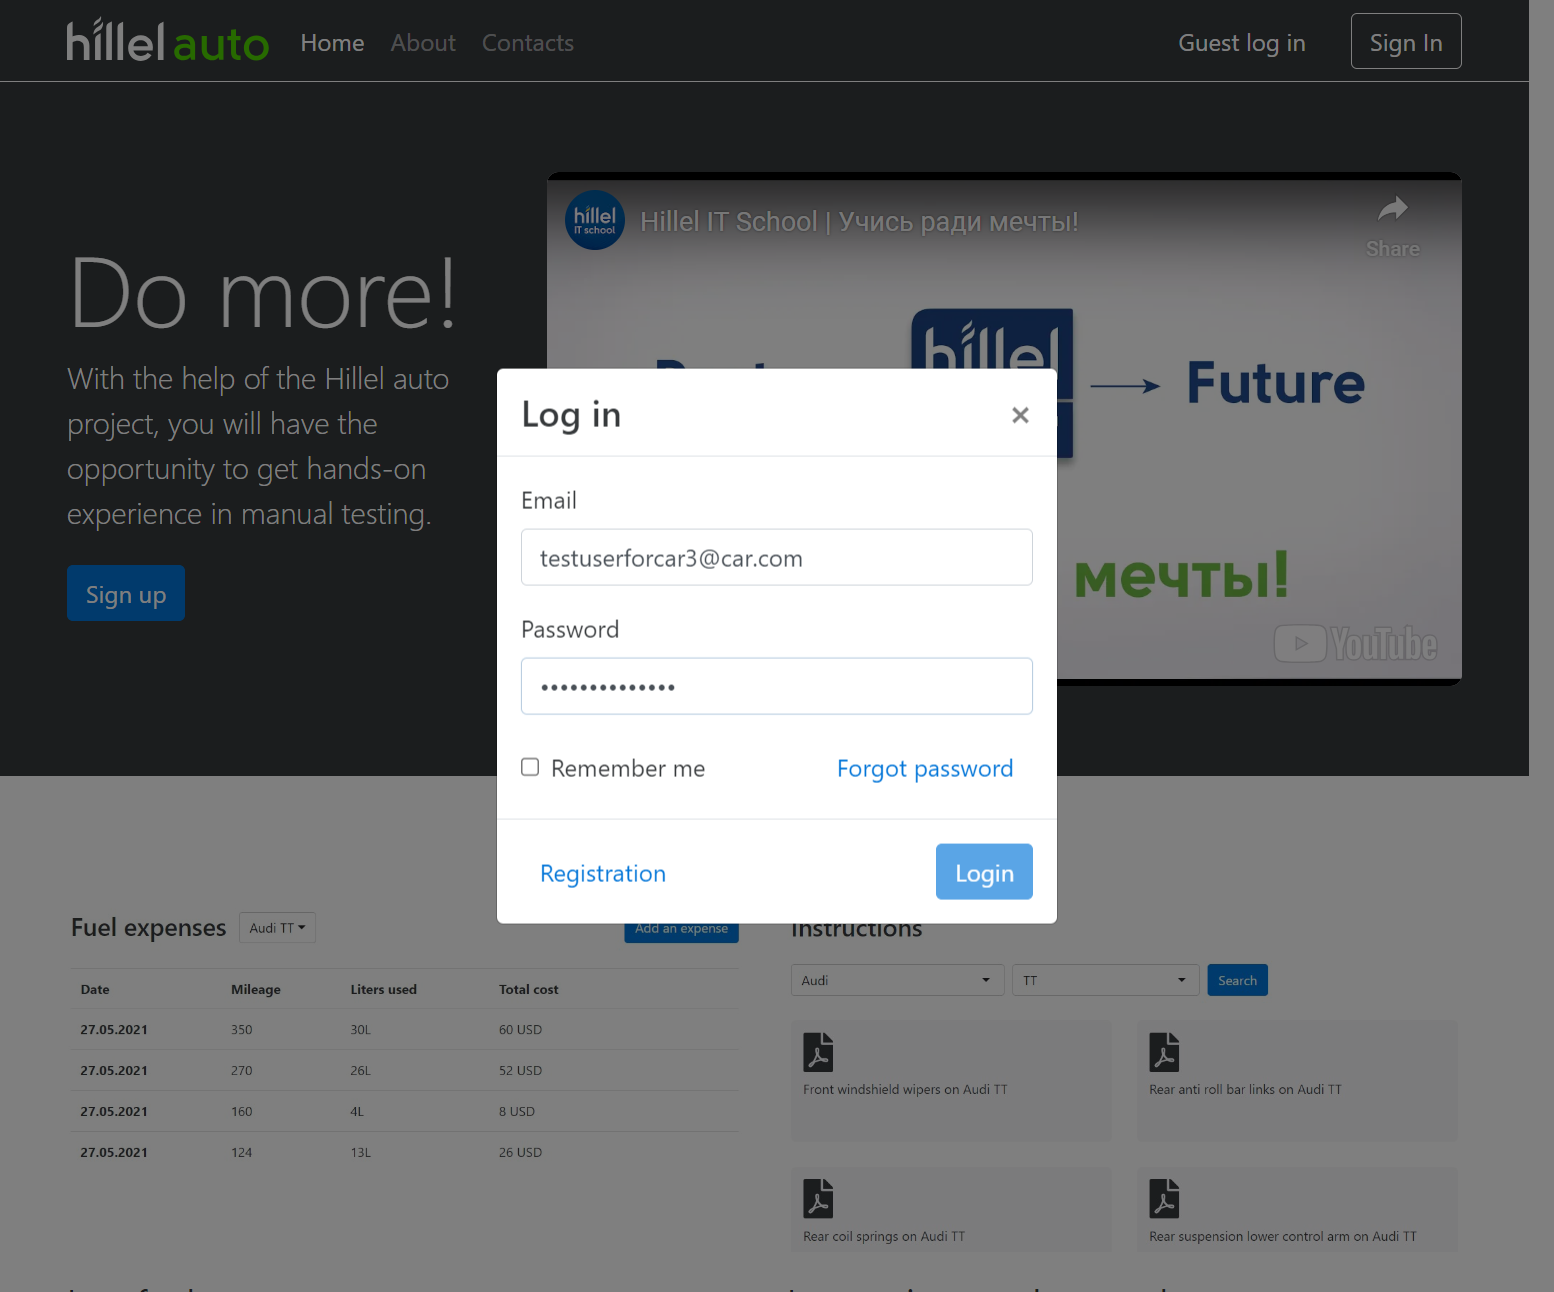 hillel auto
Home
About
Contacts
Guest log in
Sign In
hillel
IT school
Hillel IT School | Учись ради мечты!
Share
Do more!
With the help of the Hillel auto
project, you will have the
opportunity to get hands-on
experience in manual testing.
Sign up
hillel
Future
мечты!
YouTube
Log in
×
Email
testuserforcar3@car.com
Password
••••••••••••••
Remember me
Forgot password
Registration
Login
Fuel expenses
Audi TT
Add an expense
Instructions
Date Mileage Liters used Total cost
27.05.2021 350 30L 60 USD
27.05.2021 270 26L 52 USD
27.05.2021 160 4L 8 USD
27.05.2021 124 13L 26 USD
Audi
TT
Search
Front windshield wipers on Audi TT
Rear anti roll bar links on Audi TT
Rear coil springs on Audi TT
Rear suspension lower control arm on Audi TT